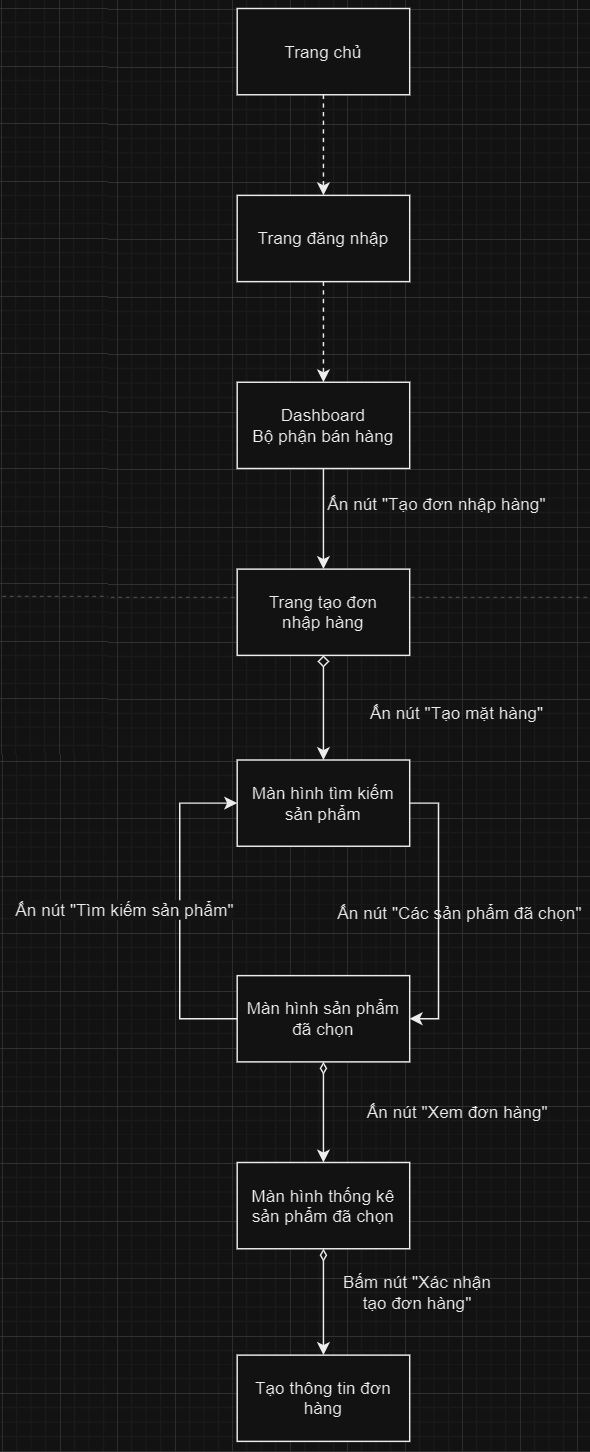 Trang chủ
Trang đăng nhập
Dashboard
Bộ phận bán hàng
Ấn nút "Tạo đơn nhập hàng"
Trang tạo đơn
nhập hàng
Ấn nút "Tạo mặt hàng"
Màn hình tìm kiếm
sản phẩm
Ấn nút "Tìm kiếm sản phẩm"
Ấn nút "Các sản phẩm đã chọn"
Màn hình sản phẩm
đã chọn
Ấn nút "Xem đơn hàng"
Màn hình thống kê
sản phẩm đã chọn
Bấm nút "Xác nhận
tạo đơn hàng"
Tạo thông tin đơn
hàng